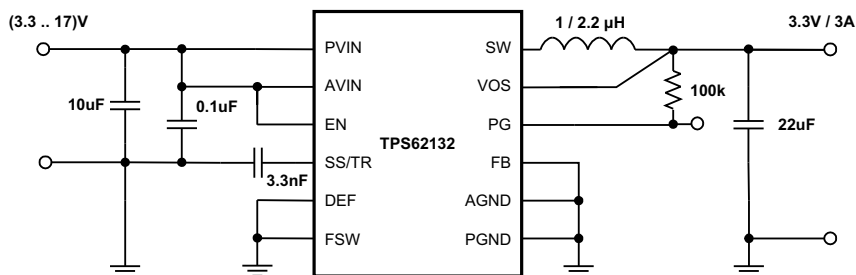 (3.3 .. 17)V
1 / 2.2 µH
3.3V / 3A
PVIN
SW
AVIN
VOS
100k
10uF
0.1uF
EN
PG
22uF
TPS62132
SS/TR
FB
3.3nF
DEF
AGND
FSW
PGND